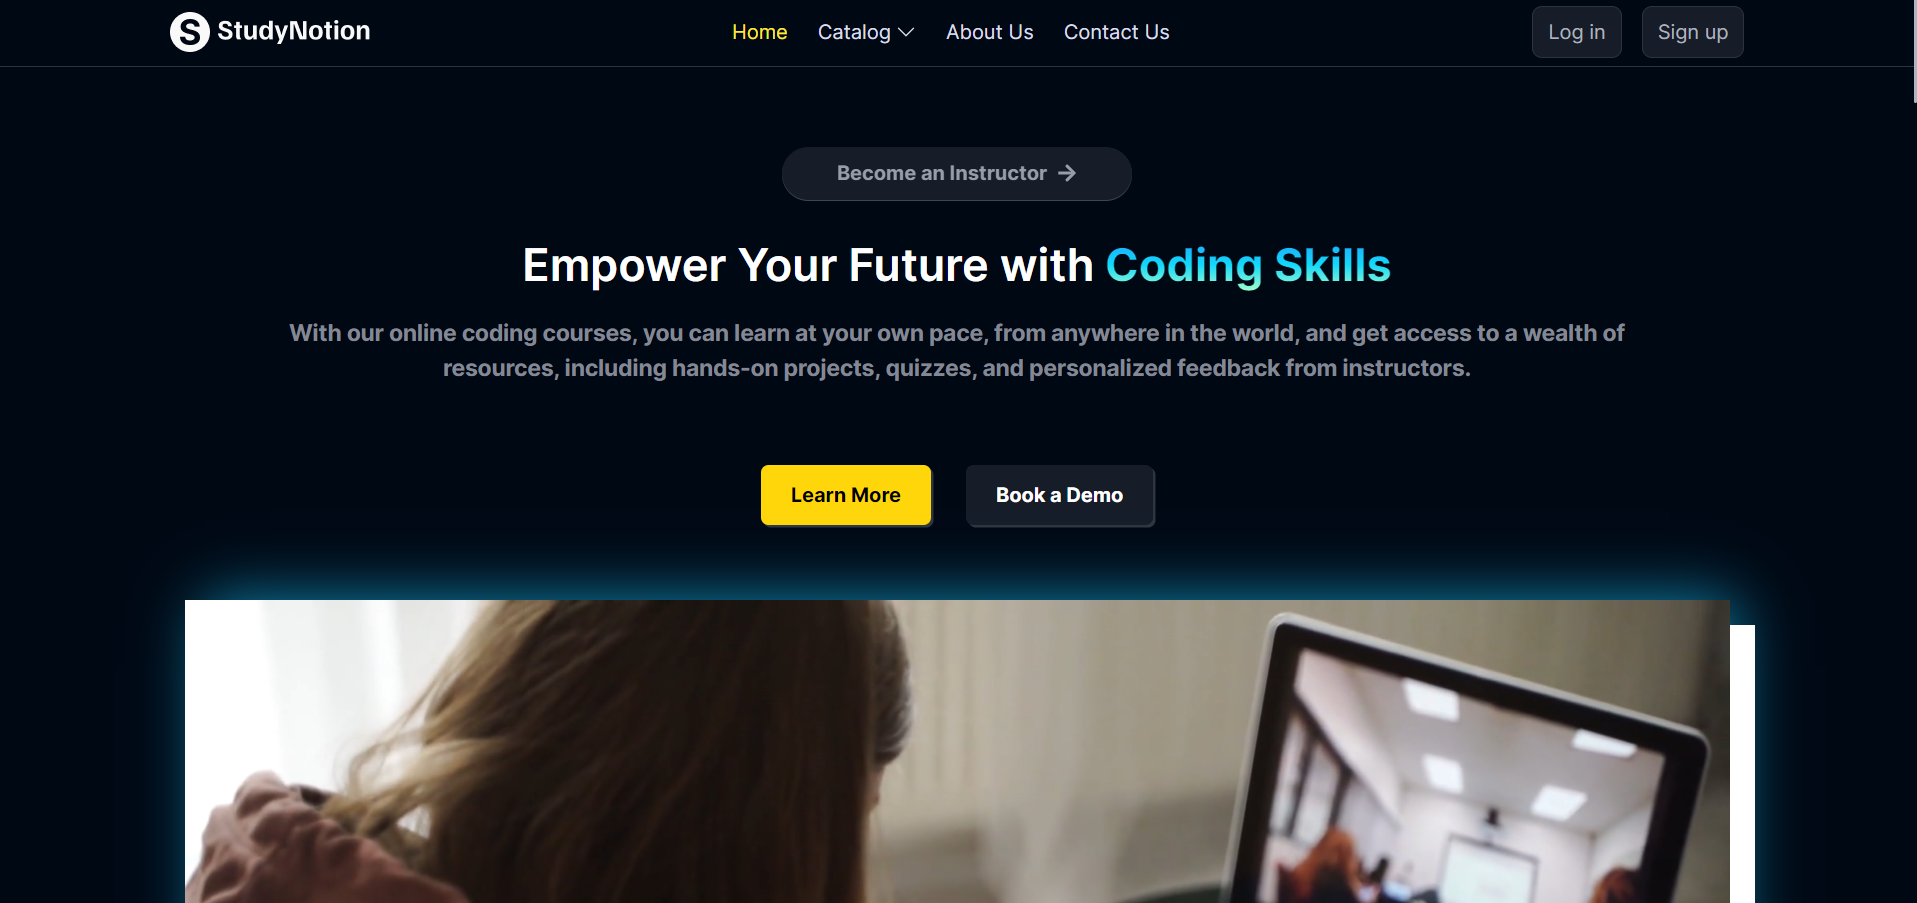 S StudyNotion
Home Catalog About Us Contact Us
Log in Sign up
Become an Instructor →
Empower Your Future with Coding Skills
With our online coding courses, you can learn at your own pace, from anywhere in the world, and get access to a wealth of
resources, including hands-on projects, quizzes, and personalized feedback from instructors.
Learn More Book a Demo